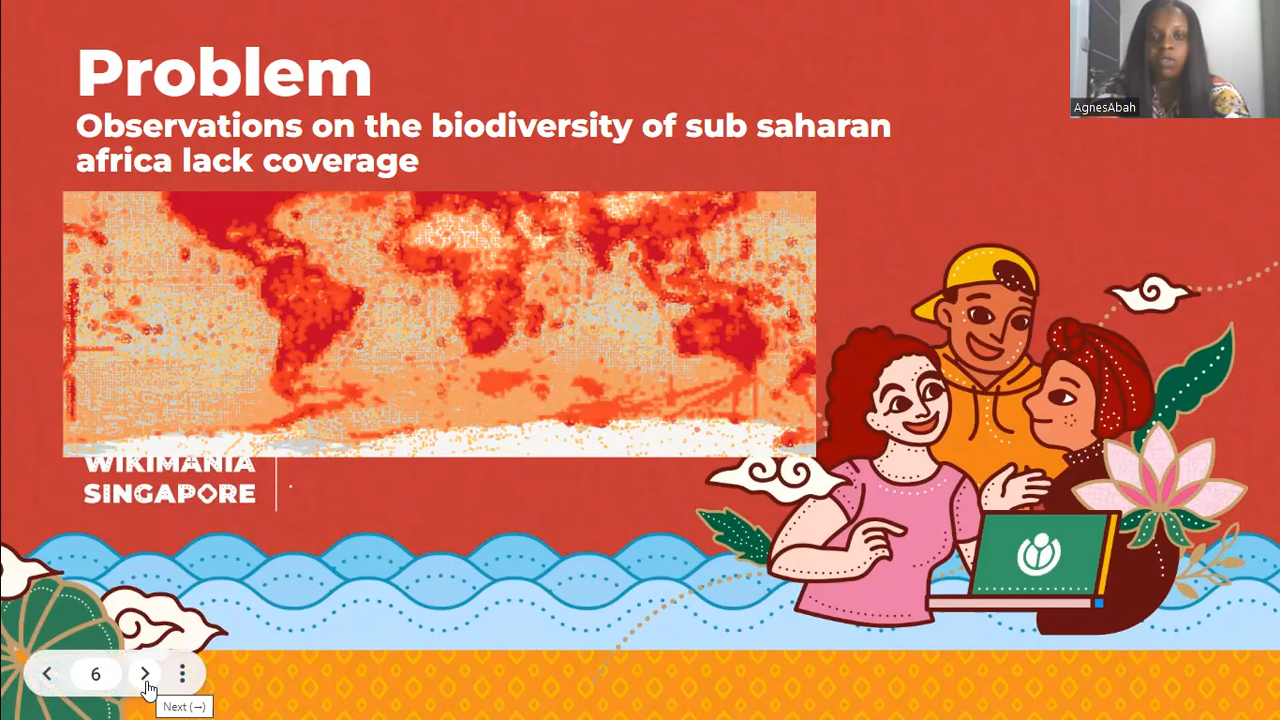 Problem
Observations on the biodiversity of sub saharan
africa lack coverage
AgnesAbah
WIKIMANIA
SINGAPORE
6
Next (→)